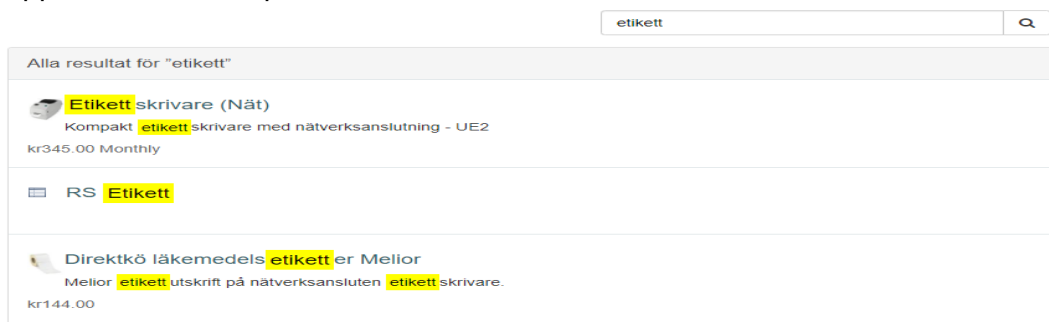 etikett
Alla resultat för "etikett"
Etikettskrivare (Nät)
Kompakt etikettskrivare med nätverksanslutning - UE2
kr345.00 Monthly
RS Etikett
Direktkö läkemedelsetiketter Melior
Melior etikettutskrift på nätverksansluten etikettskrivare.
kr144.00